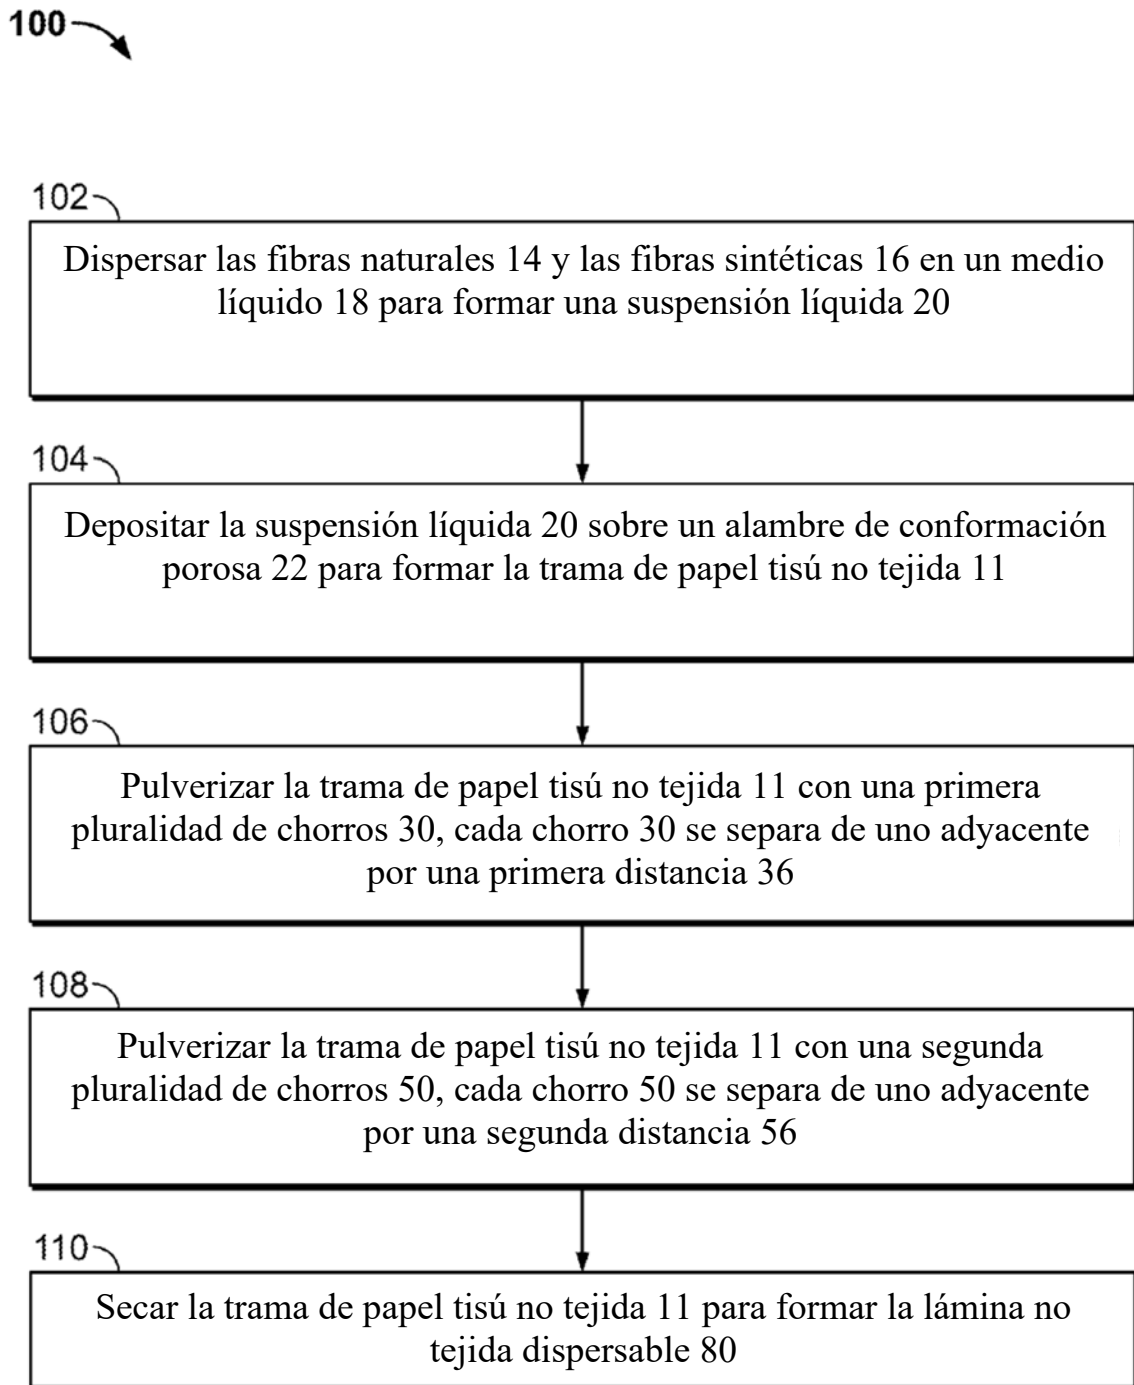 100
102
Dispersar las fibras naturales 14 y las fibras sintéticas 16 en un medio
líquido 18 para formar una suspensión líquida 20
104
Depositar la suspensión líquida 20 sobre un alambre de conformación
porosa 22 para formar la trama de papel tisú no tejida 11
106
Pulverizar la trama de papel tisú no tejida 11 con una primera
pluralidad de chorros 30, cada chorro 30 se separa de uno adyacente
por una primera distancia 36
108
Pulverizar la trama de papel tisú no tejida 11 con una segunda
pluralidad de chorros 50, cada chorro 50 se separa de uno adyacente
por una segunda distancia 56
110
Secar la trama de papel tisú no tejida 11 para formar la lámina no
tejida dispersable 80